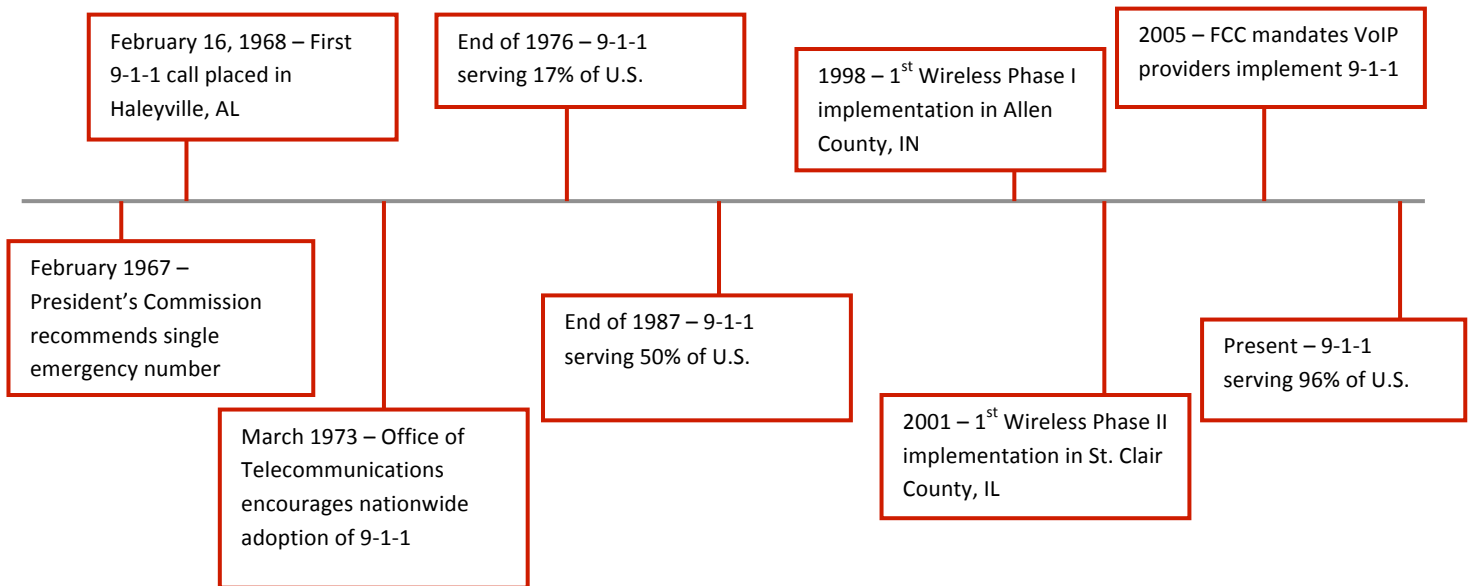 February 16, 1968 – First
9-1-1 call placed in
Haleyville, AL
End of 1976 – 9-1-1
serving 17% of U.S.
1998 – 1st Wireless Phase I
implementation in Allen
County, IN
2005 – FCC mandates VoIP
providers implement 9-1-1
February 1967 –
President’s Commission
recommends single
emergency number
March 1973 – Office of
Telecommunications
encourages nationwide
adoption of 9-1-1
End of 1987 – 9-1-1
serving 50% of U.S.
2001 – 1st Wireless Phase II
implementation in St. Clair
County, IL
Present – 9-1-1
serving 96% of U.S.